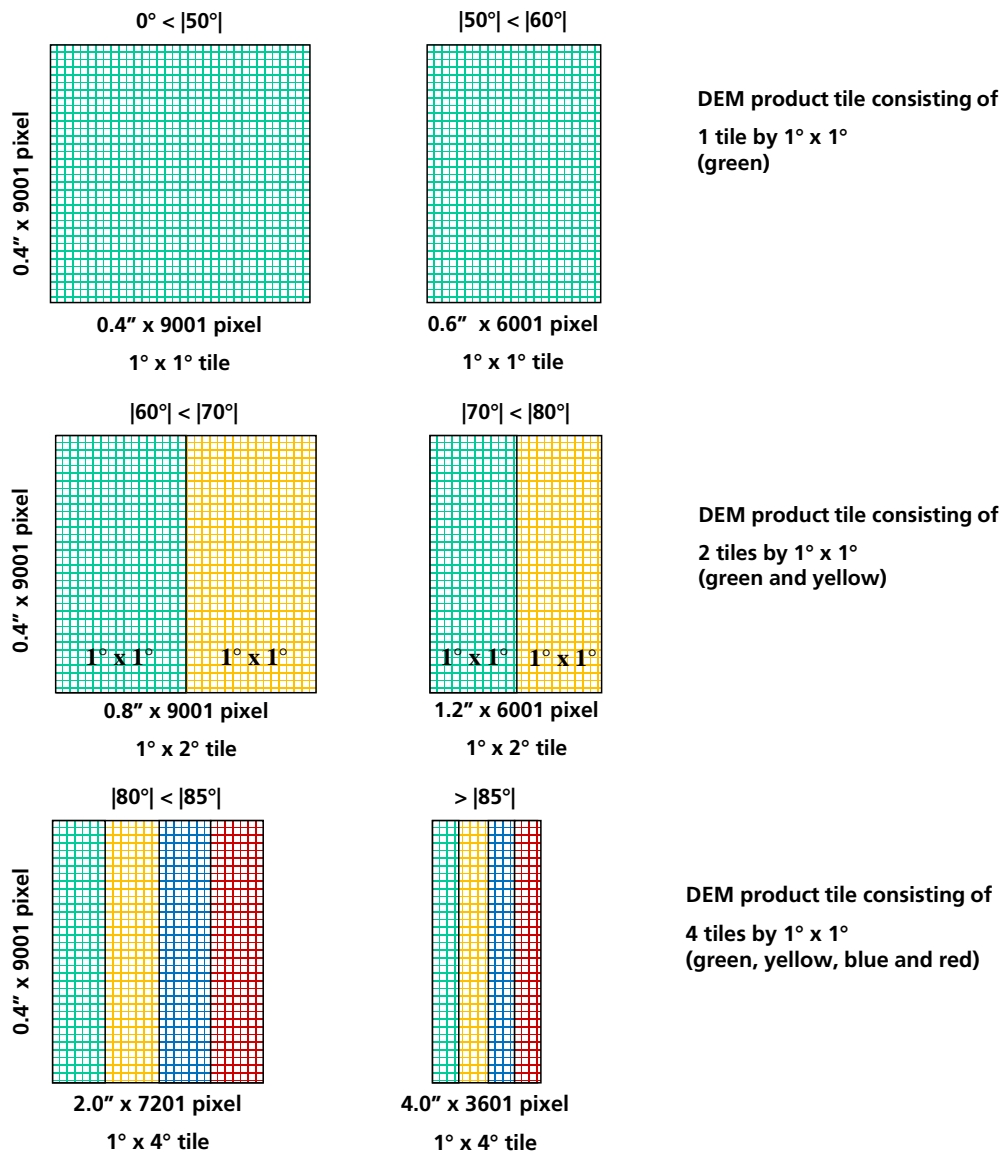 0° < |50°|
|50°| < |60°|
0.4″ x 9001 pixel
0.4″ x 9001 pixel
1° x 1° tile
0.6″ x 6001 pixel
1° x 1° tile
DEM product tile consisting of
1 tile by 1° x 1°
(green)
|60°| < |70°|
|70°| < |80°|
0.4″ x 9001 pixel
1° x 1°
1° x 1°
1° x 1°
1° x 1°
0.8″ x 9001 pixel
1° x 2° tile
1.2″ x 6001 pixel
1° x 2° tile
DEM product tile consisting of
2 tiles by 1° x 1°
(green and yellow)
|80°| < |85°|
> |85°|
0.4″ x 9001 pixel
2.0″ x 7201 pixel
1° x 4° tile
4.0″ x 3601 pixel
1° x 4° tile
DEM product tile consisting of
4 tiles by 1° x 1°
(green, yellow, blue and red)